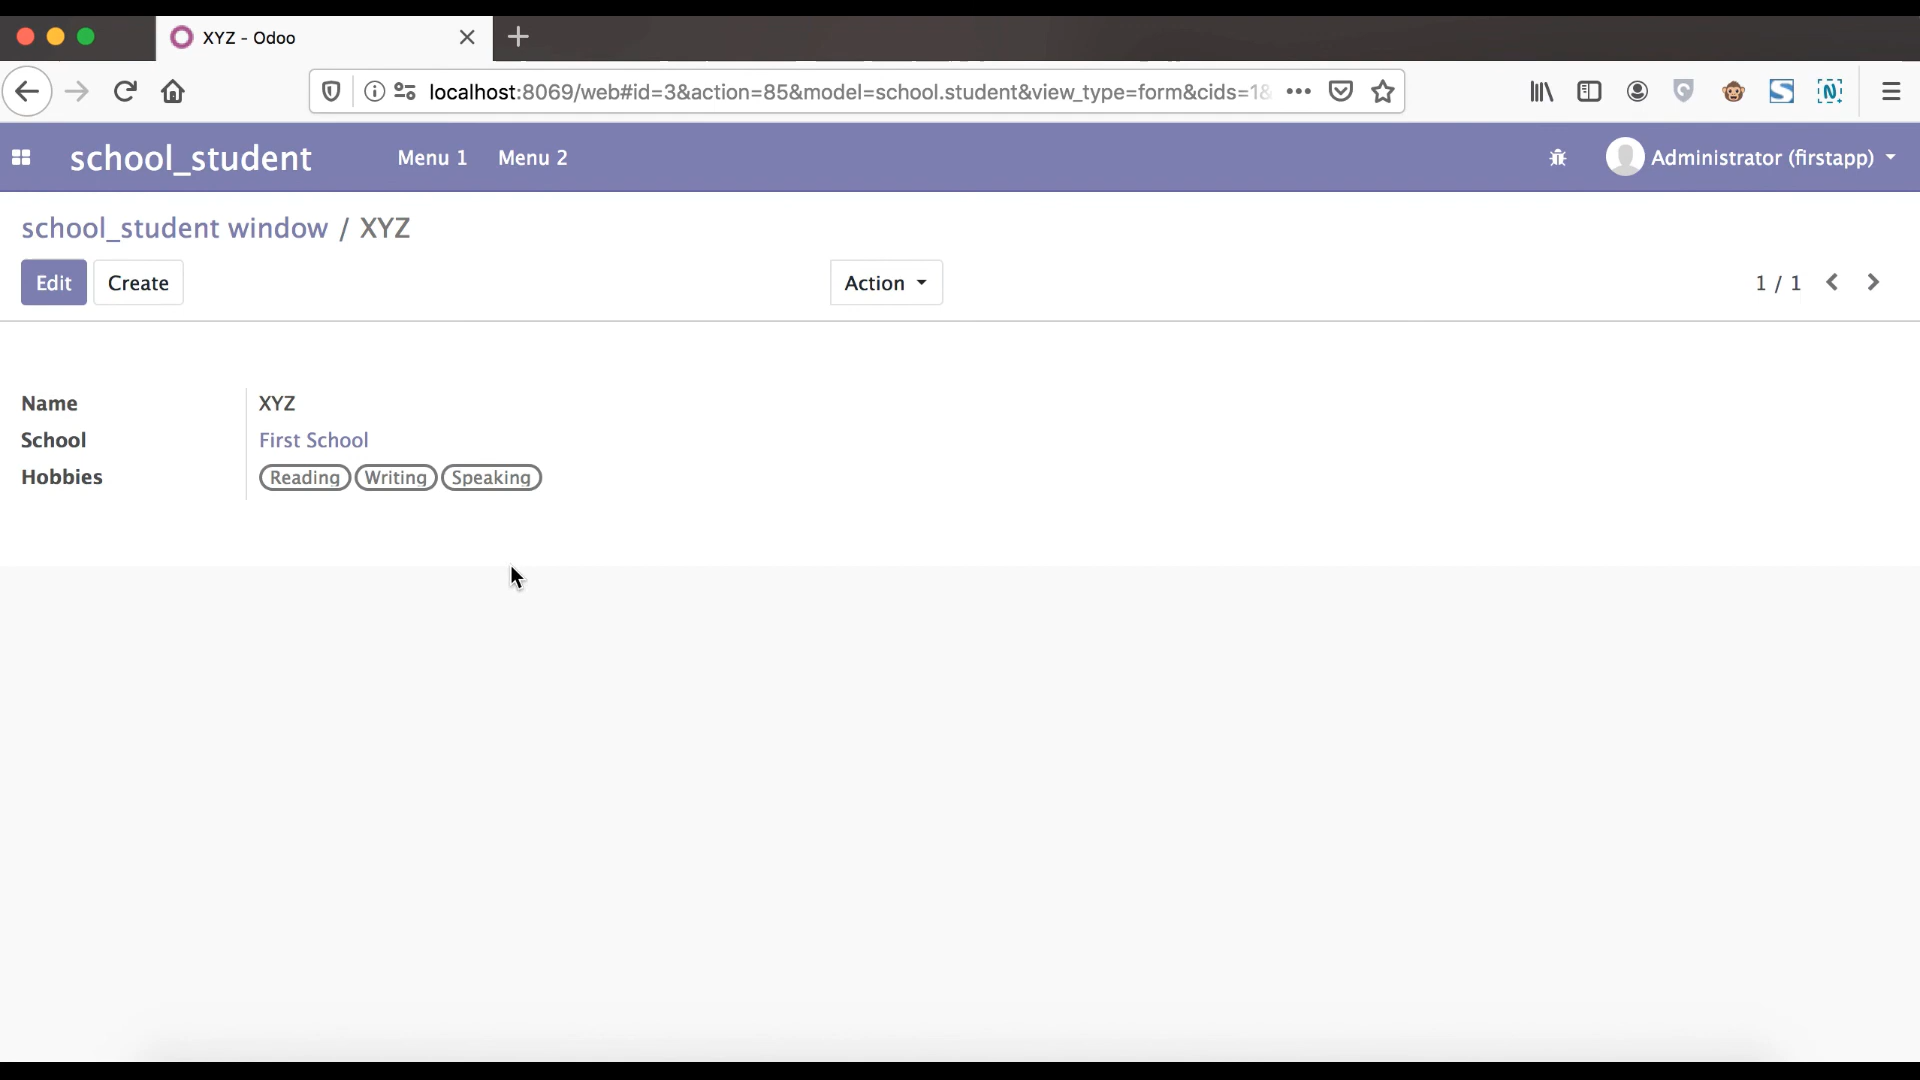 XYZ - Odoo
localhost:8069/web#id=3&action=85&model=school.student&view_type=form&cids=1&
school_student Menu 1 Menu 2 Administrator (firstapp)
school_student window / XYZ
Edit Create Action 1 / 1
Name XYZ
School First School
Hobbies Reading Writing Speaking